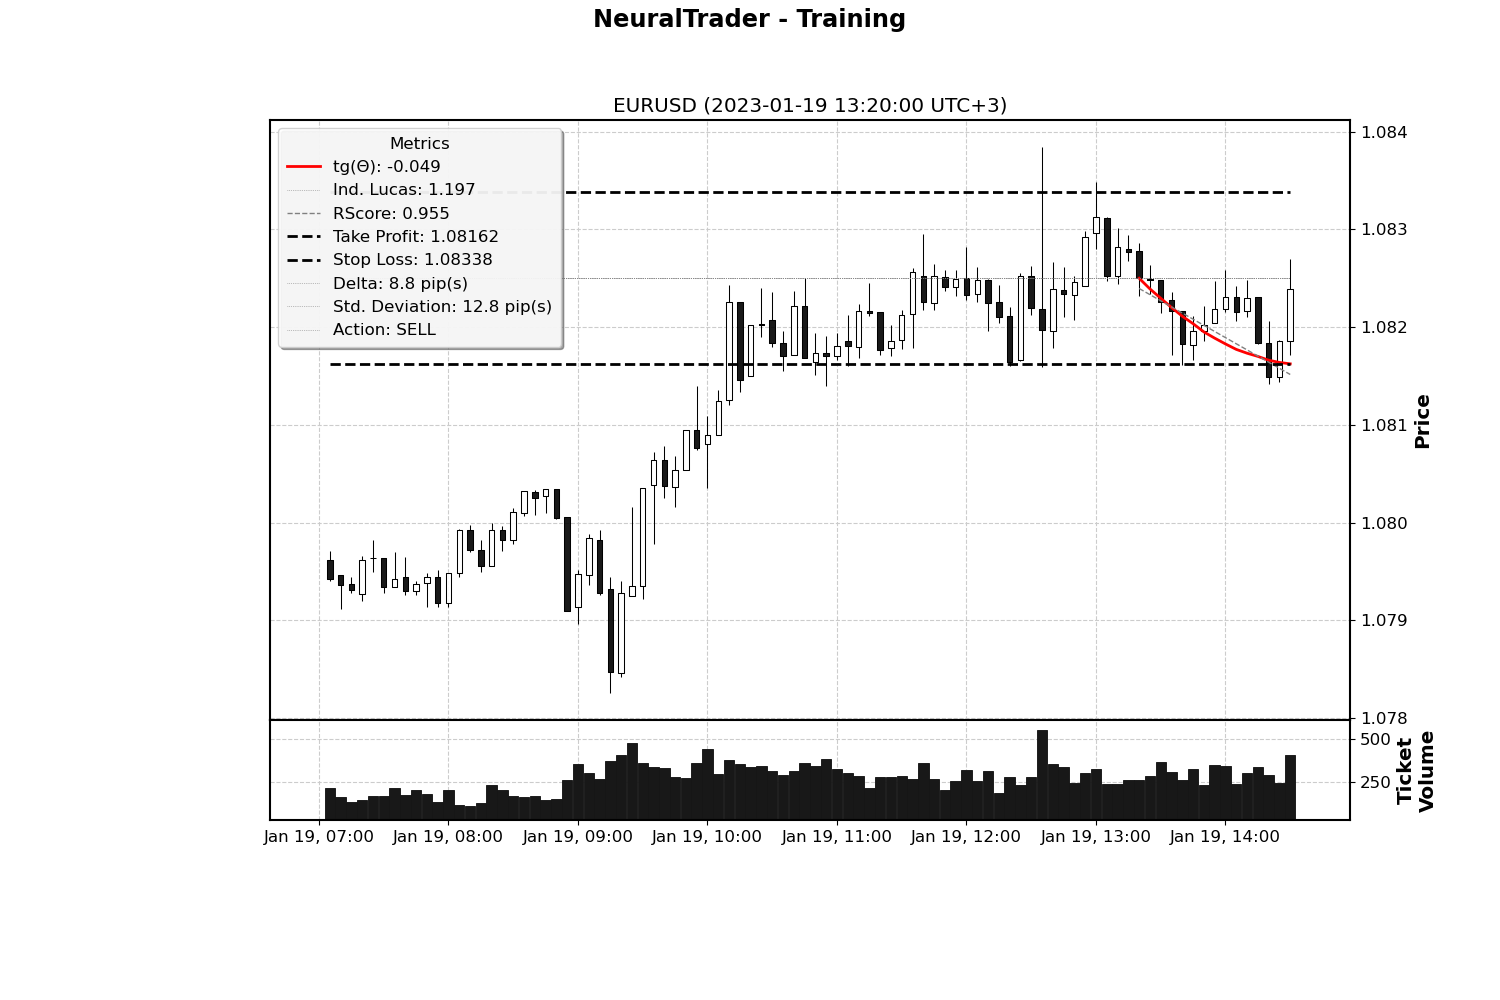 NeuralTrader - Training
EURUSD (2023-01-19 13:20:00 UTC+3)
Metrics
tg(Θ): -0.049
Ind. Lucas: 1.197
RScore: 0.955
Take Profit: 1.08162
Stop Loss: 1.08338
Delta: 8.8 pip(s)
Std. Deviation: 12.8 pip(s)
Action: SELL
1.084
1.083
1.082
1.081
1.080
1.079
1.078
Price
500
250
Ticket
Volume
Jan 19, 07:00
Jan 19, 08:00
Jan 19, 09:00
Jan 19, 10:00
Jan 19, 11:00
Jan 19, 12:00
Jan 19, 13:00
Jan 19, 14:00